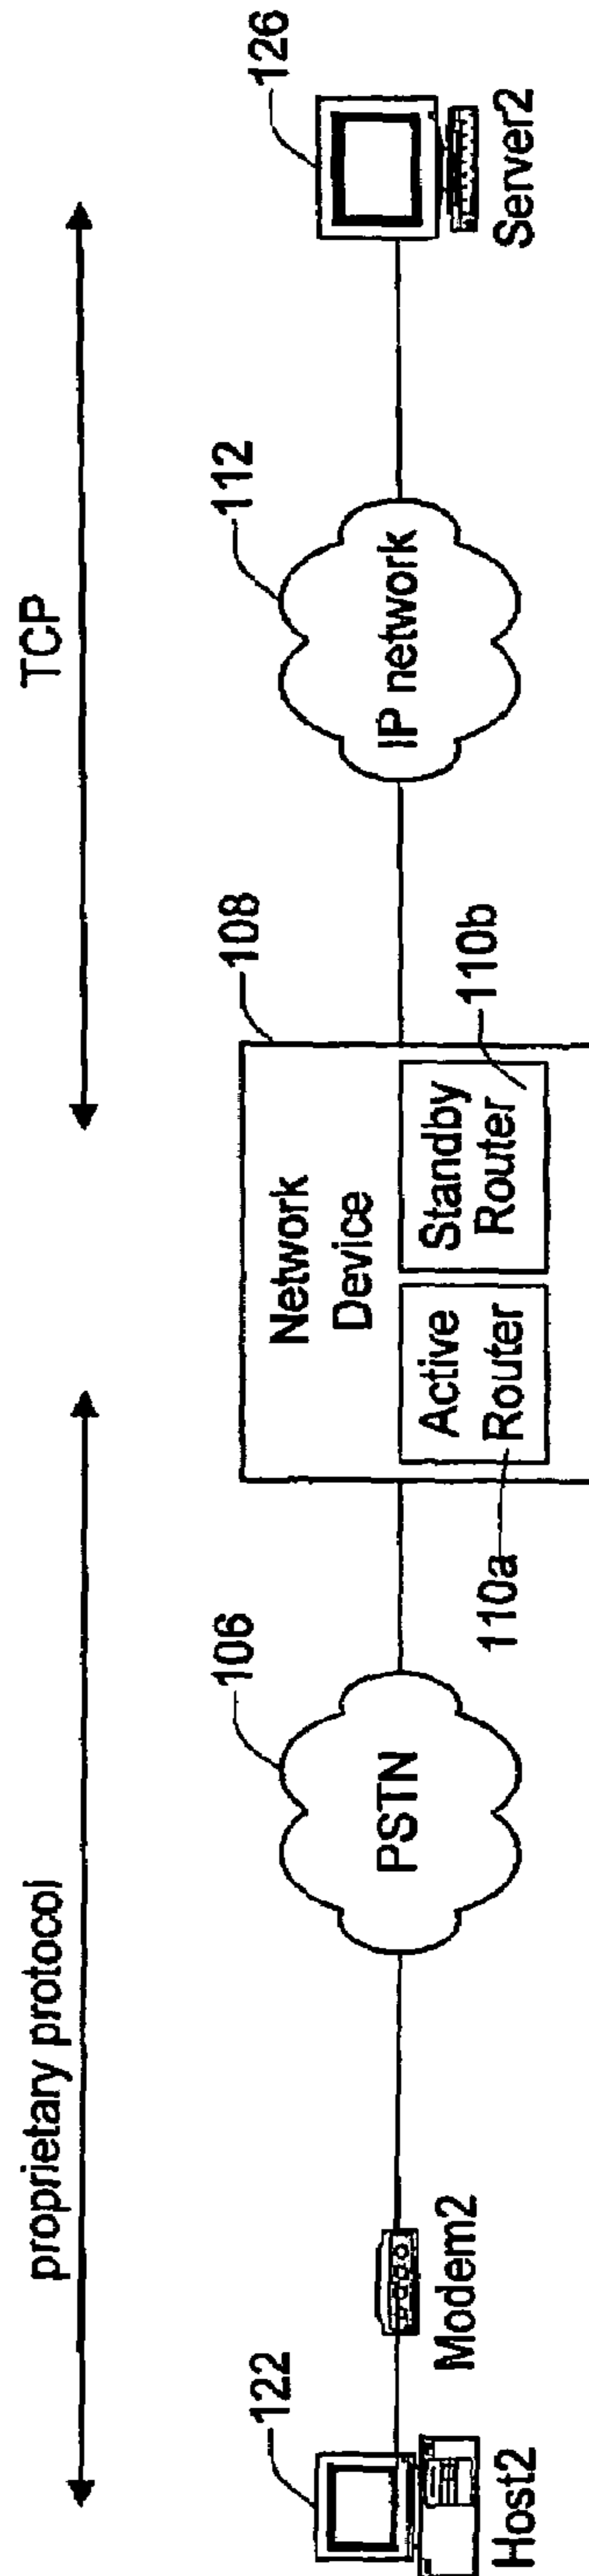 proprietary protocol
TCP
122
Host2
Modem2
106
PSTN
108
Network
Device
Active
Router
110a
Standby
Router
110b
112
IP network
126
Server2